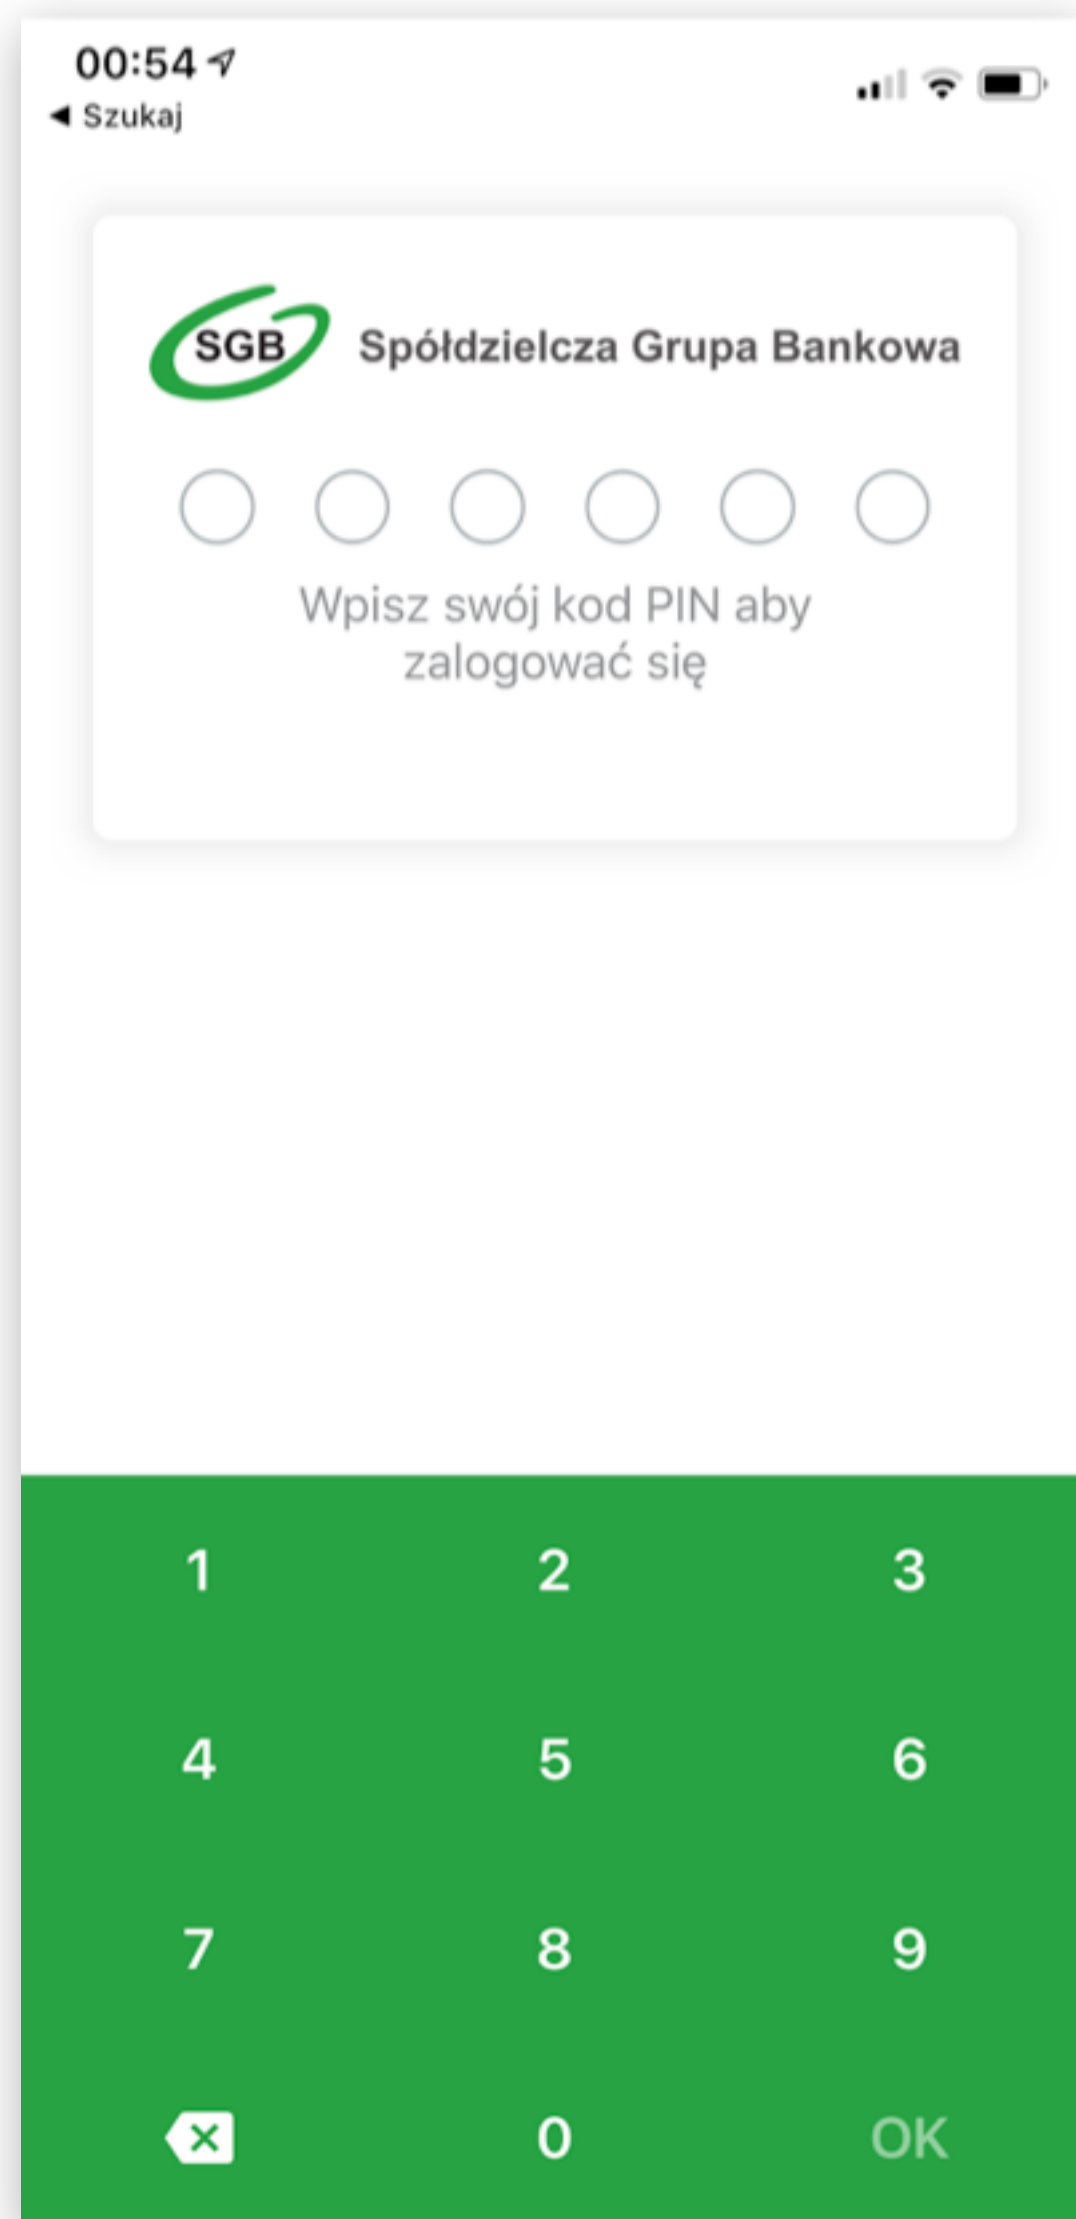 00:54
◀ Szukaj
SGB Spółdzielcza Grupa Bankowa
Wpisz swój kod PIN aby
zalogować się
1 2 3
4 5 6
7 8 9
0 OK